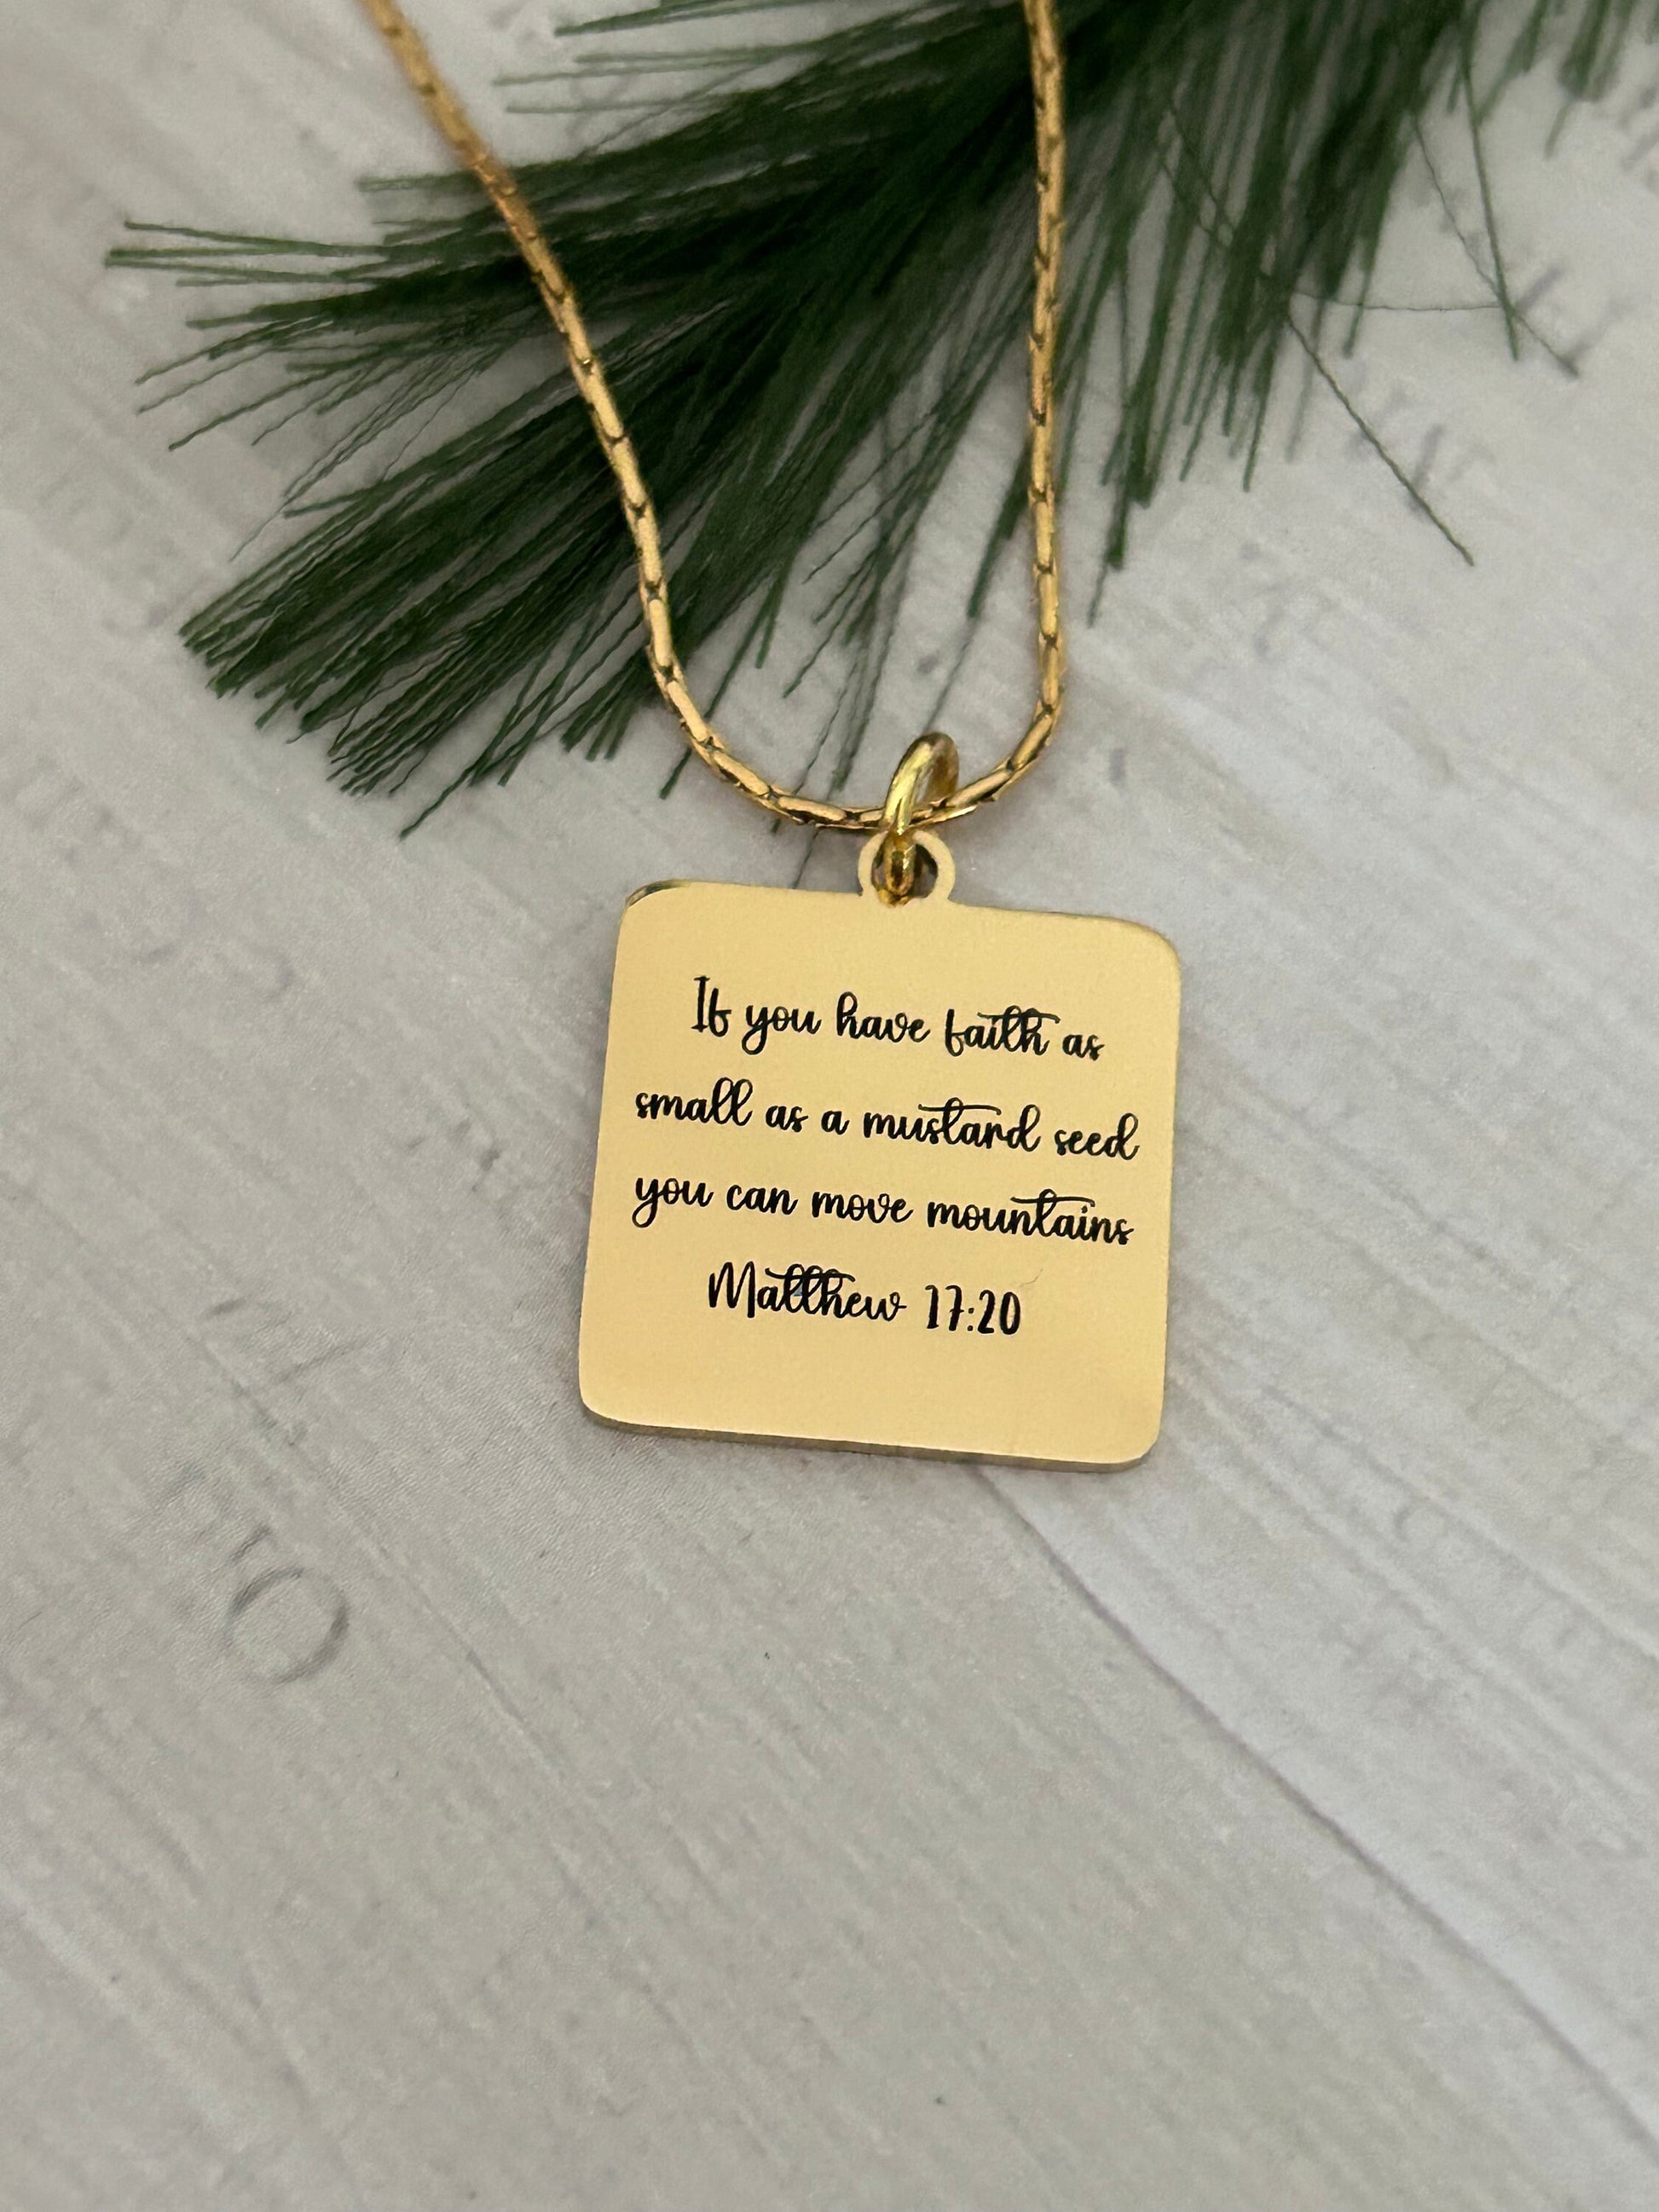 If you have faith as
small as a mustard seed
you can move mountains
Matthew 17:20